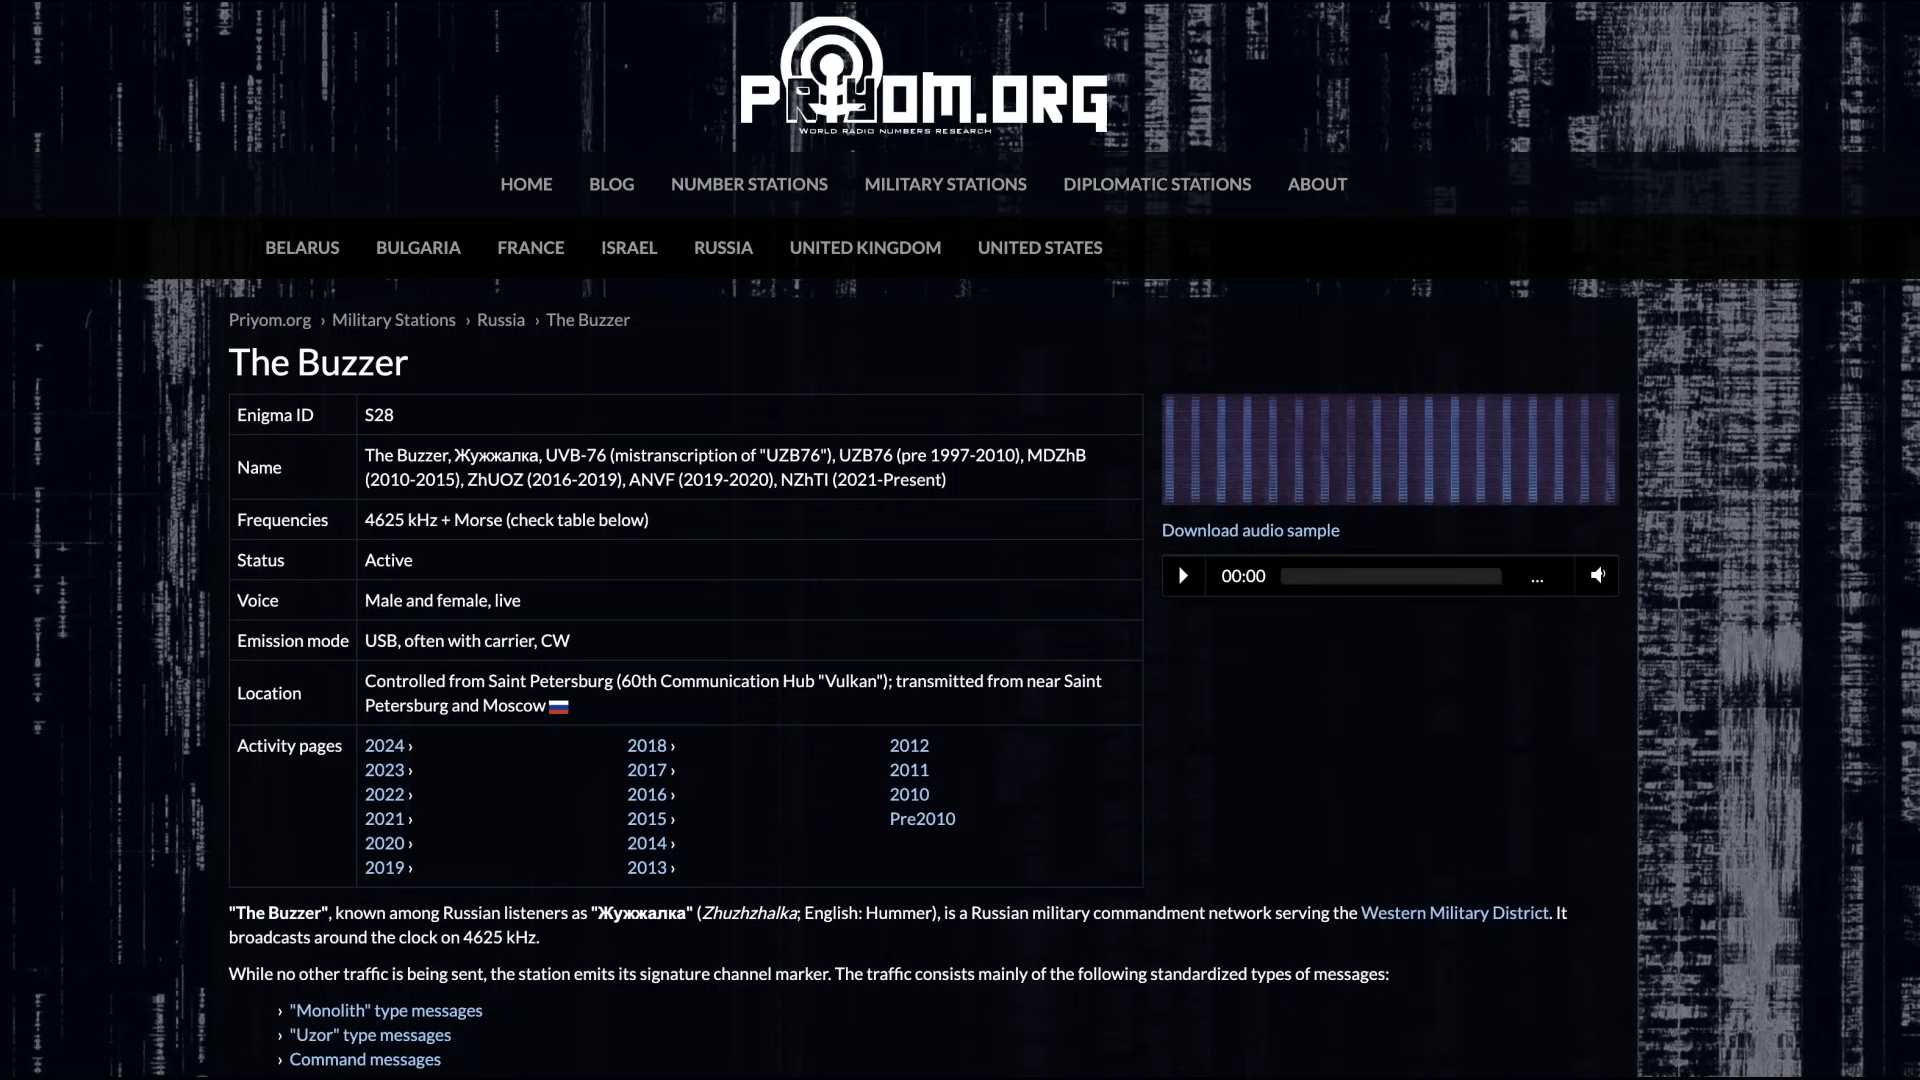 PRIYOM.ORG
WORLD RADIO NUMBERS RESEARCH
HOME BLOG NUMBER STATIONS MILITARY STATIONS DIPLOMATIC STATIONS ABOUT
BELARUS BULGARIA FRANCE ISRAEL RUSSIA UNITED KINGDOM UNITED STATES
Priyom.org › Military Stations › Russia › The Buzzer
The Buzzer
Enigma ID S28
Name The Buzzer, Жужжалка, UVB-76 (mistranscription of "UZB76"), UZB76 (pre 1997-2010), MDZhB
(2010-2015), ZhUOZ (2016-2019), ANVF (2019-2020), NZhTI (2021-Present)
Frequencies 4625 kHz + Morse (check table below)
Status Active
Voice Male and female, live
Emission mode USB, often with carrier, CW
Location Controlled from Saint Petersburg (60th Communication Hub "Vulkan"); transmitted from near Saint
Petersburg and Moscow
Activity pages 2024 › 2018 › 2012
2023 › 2017 › 2011
2022 › 2016 › 2010
2021 › 2015 › Pre2010
2020 › 2014 ›
2019 › 2013 ›
Download audio sample
00:00 ...
"The Buzzer", known among Russian listeners as "Жужжалка" (Zhuzhzhalka; English: Hummer), is a Russian military commandment network serving the Western Military District. It
broadcasts around the clock on 4625 kHz.
While no other traffic is being sent, the station emits its signature channel marker. The traffic consists mainly of the following standardized types of messages:
› "Monolith" type messages
› "Uzor" type messages
› Command messages